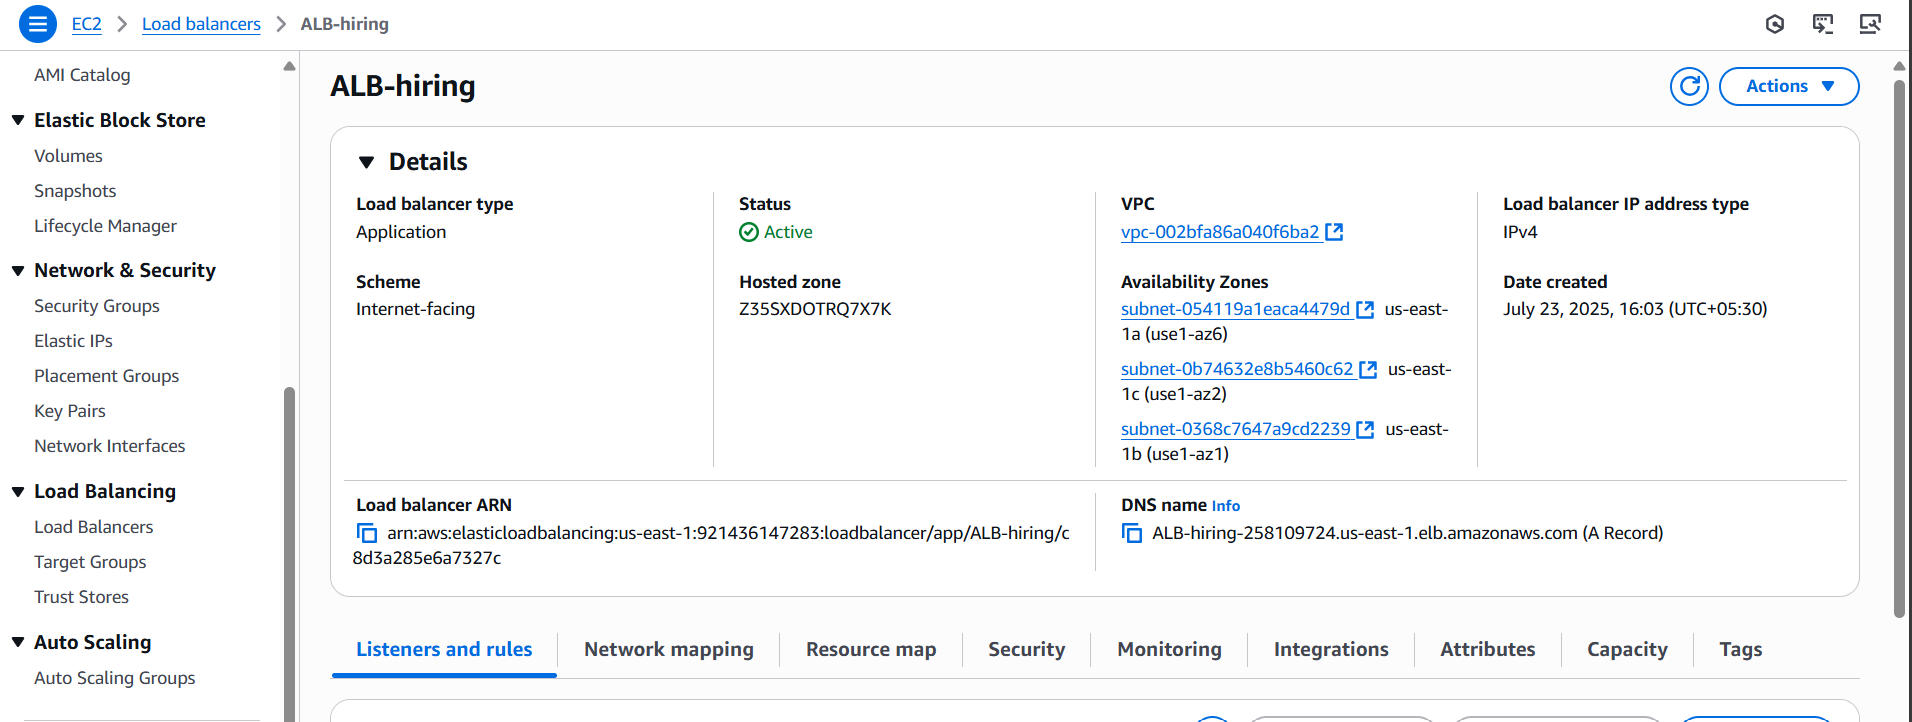 EC2 > Load balancers > ALB-hiring
AMI Catalog
Elastic Block Store
Volumes
Snapshots
Lifecycle Manager
Network & Security
Security Groups
Elastic IPs
Placement Groups
Key Pairs
Network Interfaces
Load Balancing
Load Balancers
Target Groups
Trust Stores
Auto Scaling
Auto Scaling Groups
ALB-hiring
Actions
Details
Load balancer type
Application
Scheme
Internet-facing
Status
Active
Hosted zone
Z35SXDOTRQ7X7K
VPC
vpc-002bfa86a040f6ba2
Availability Zones
subnet-054119a1eaca4479d us-east-
1a (use1-az6)
subnet-0b74632e8b5460c62 us-east-
1c (use1-az2)
subnet-0368c7647a9cd2239 us-east-
1b (use1-az1)
Load balancer IP address type
IPv4
Date created
July 23, 2025, 16:03 (UTC+05:30)
Load balancer ARN
arn:aws:elasticloadbalancing:us-east-1:921436147283:loadbalancer/app/ALB-hiring/c
8d3a285e6a7327c
DNS name Info
ALB-hiring-258109724.us-east-1.elb.amazonaws.com (A Record)
Listeners and rules
Network mapping
Resource map
Security
Monitoring
Integrations
Attributes
Capacity
Tags